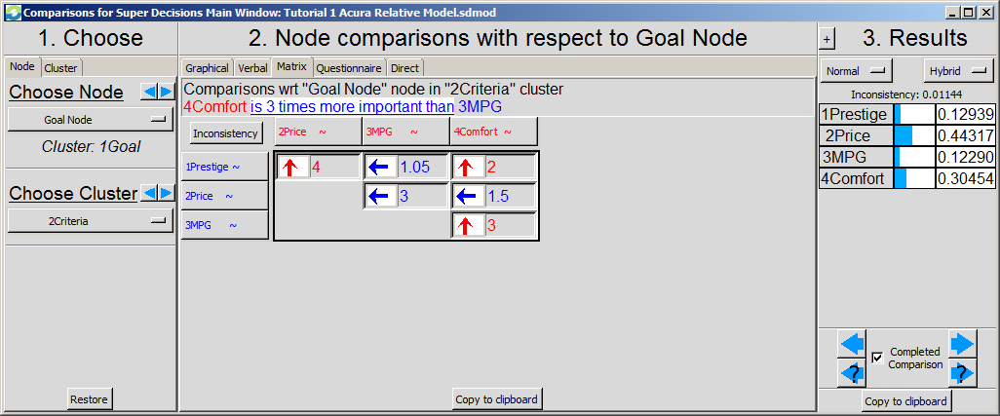 Comparisons for Super Decisions Main Window: Tutorial 1 Acura Relative Model.sdmod
1. Choose
Node Cluster
Choose Node
Goal Node
Cluster: 1Goal
Choose Cluster
2Criteria
Restore
2. Node comparisons with respect to Goal Node
Graphical Verbal Matrix Questionnaire Direct
Comparisons wrt "Goal Node" node in "2Criteria" cluster
4Comfort is 3 times more important than 3MPG
Inconsistency 2Price ~ 3MPG ~ 4Comfort ~
1Prestige ~ 4 1.05 2
2Price ~ 3 1.5
3MPG ~ 3
Copy to clipboard
+ 3. Results
Normal Hybrid
Inconsistency: 0.01144
1Prestige 0.12939
2Price 0.44317
3MPG 0.12290
4Comfort 0.30454
Completed
Comparison
? ?
Copy to clipboard